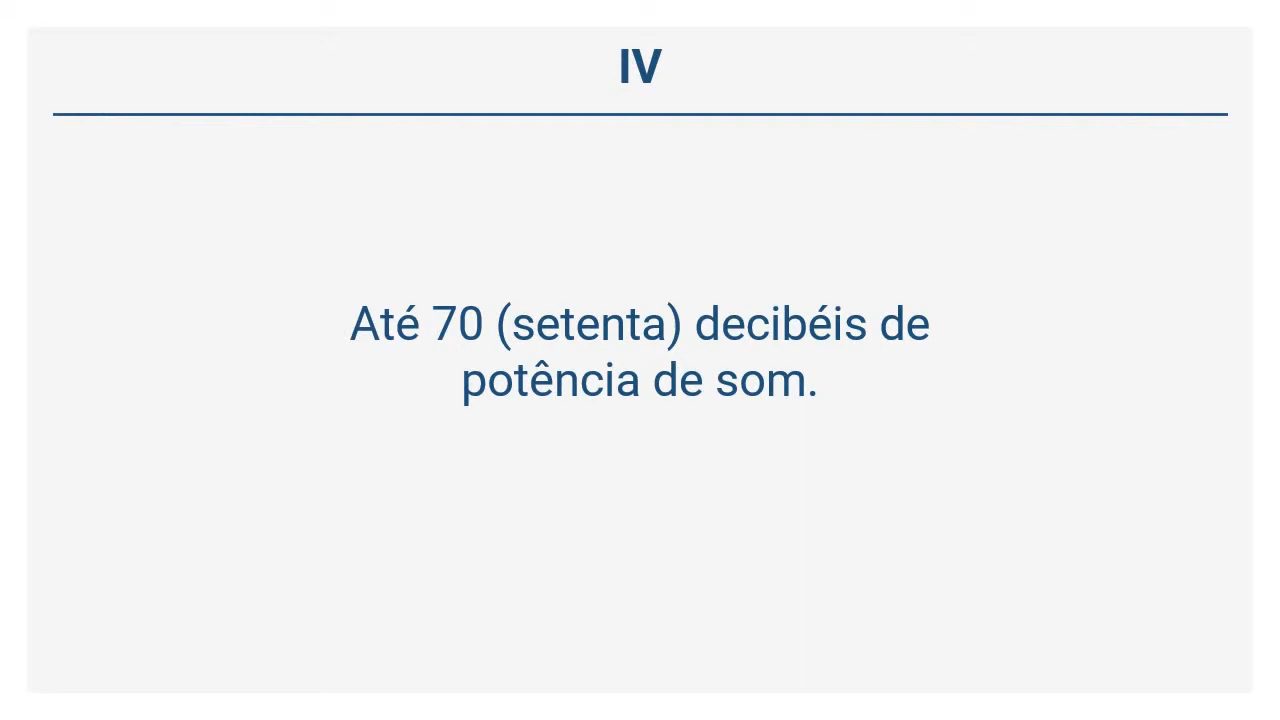 IV
Até 70 (setenta) decibéis de
potência de som.